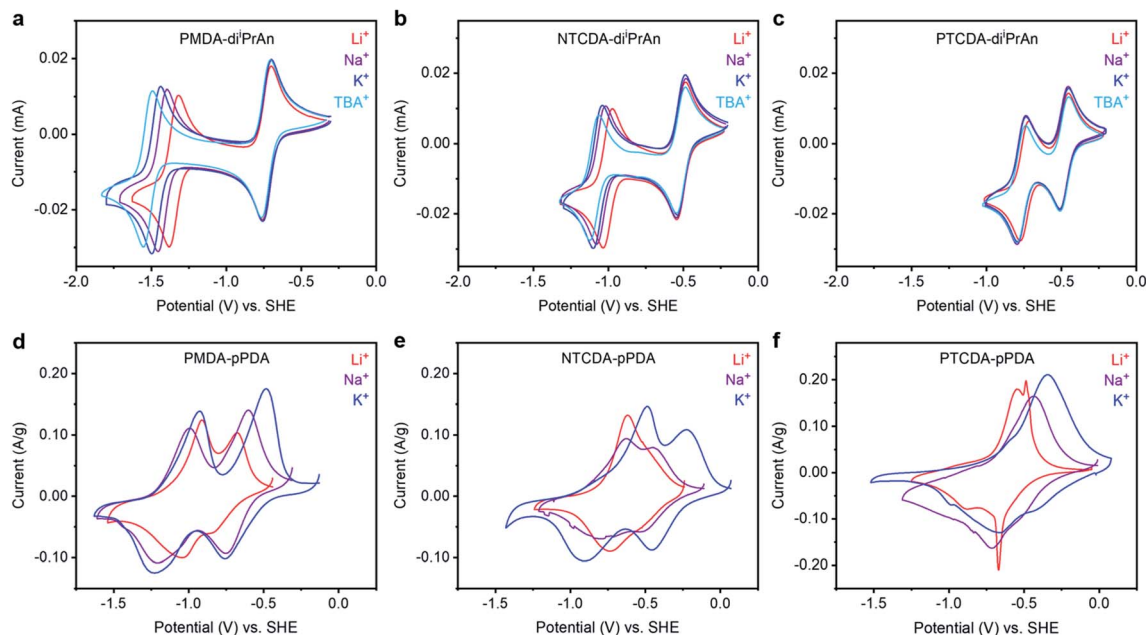 a
PMDA-diⁱPrAn
Li⁺
Na⁺
K⁺
TBA⁺
0.02
0.00
-0.02
Current (mA)
-2.0 -1.5 -1.0 -0.5 0.0
Potential (V) vs. SHE
b
NTCDA-diⁱPrAn
Li⁺
Na⁺
K⁺
TBA⁺
0.02
0.00
-0.02
Current (mA)
-2.0 -1.5 -1.0 -0.5 0.0
Potential (V) vs. SHE
c
PTCDA-diⁱPrAn
Li⁺
Na⁺
K⁺
TBA⁺
0.02
0.00
-0.02
Current (mA)
-2.0 -1.5 -1.0 -0.5 0.0
Potential (V) vs. SHE
d
PMDA-pPDA
Li⁺
Na⁺
K⁺
0.20
0.10
0.00
-0.10
Current (A/g)
-1.5 -1.0 -0.5 0.0
Potential (V) vs. SHE
e
NTCDA-pPDA
Li⁺
Na⁺
K⁺
0.20
0.10
0.00
-0.10
Current (A/g)
-1.5 -1.0 -0.5 0.0
Potential (V) vs. SHE
f
PTCDA-pPDA
Li⁺
Na⁺
K⁺
0.20
0.10
0.00
-0.10
-0.20
Current (A/g)
-1.5 -1.0 -0.5 0.0
Potential (V) vs. SHE